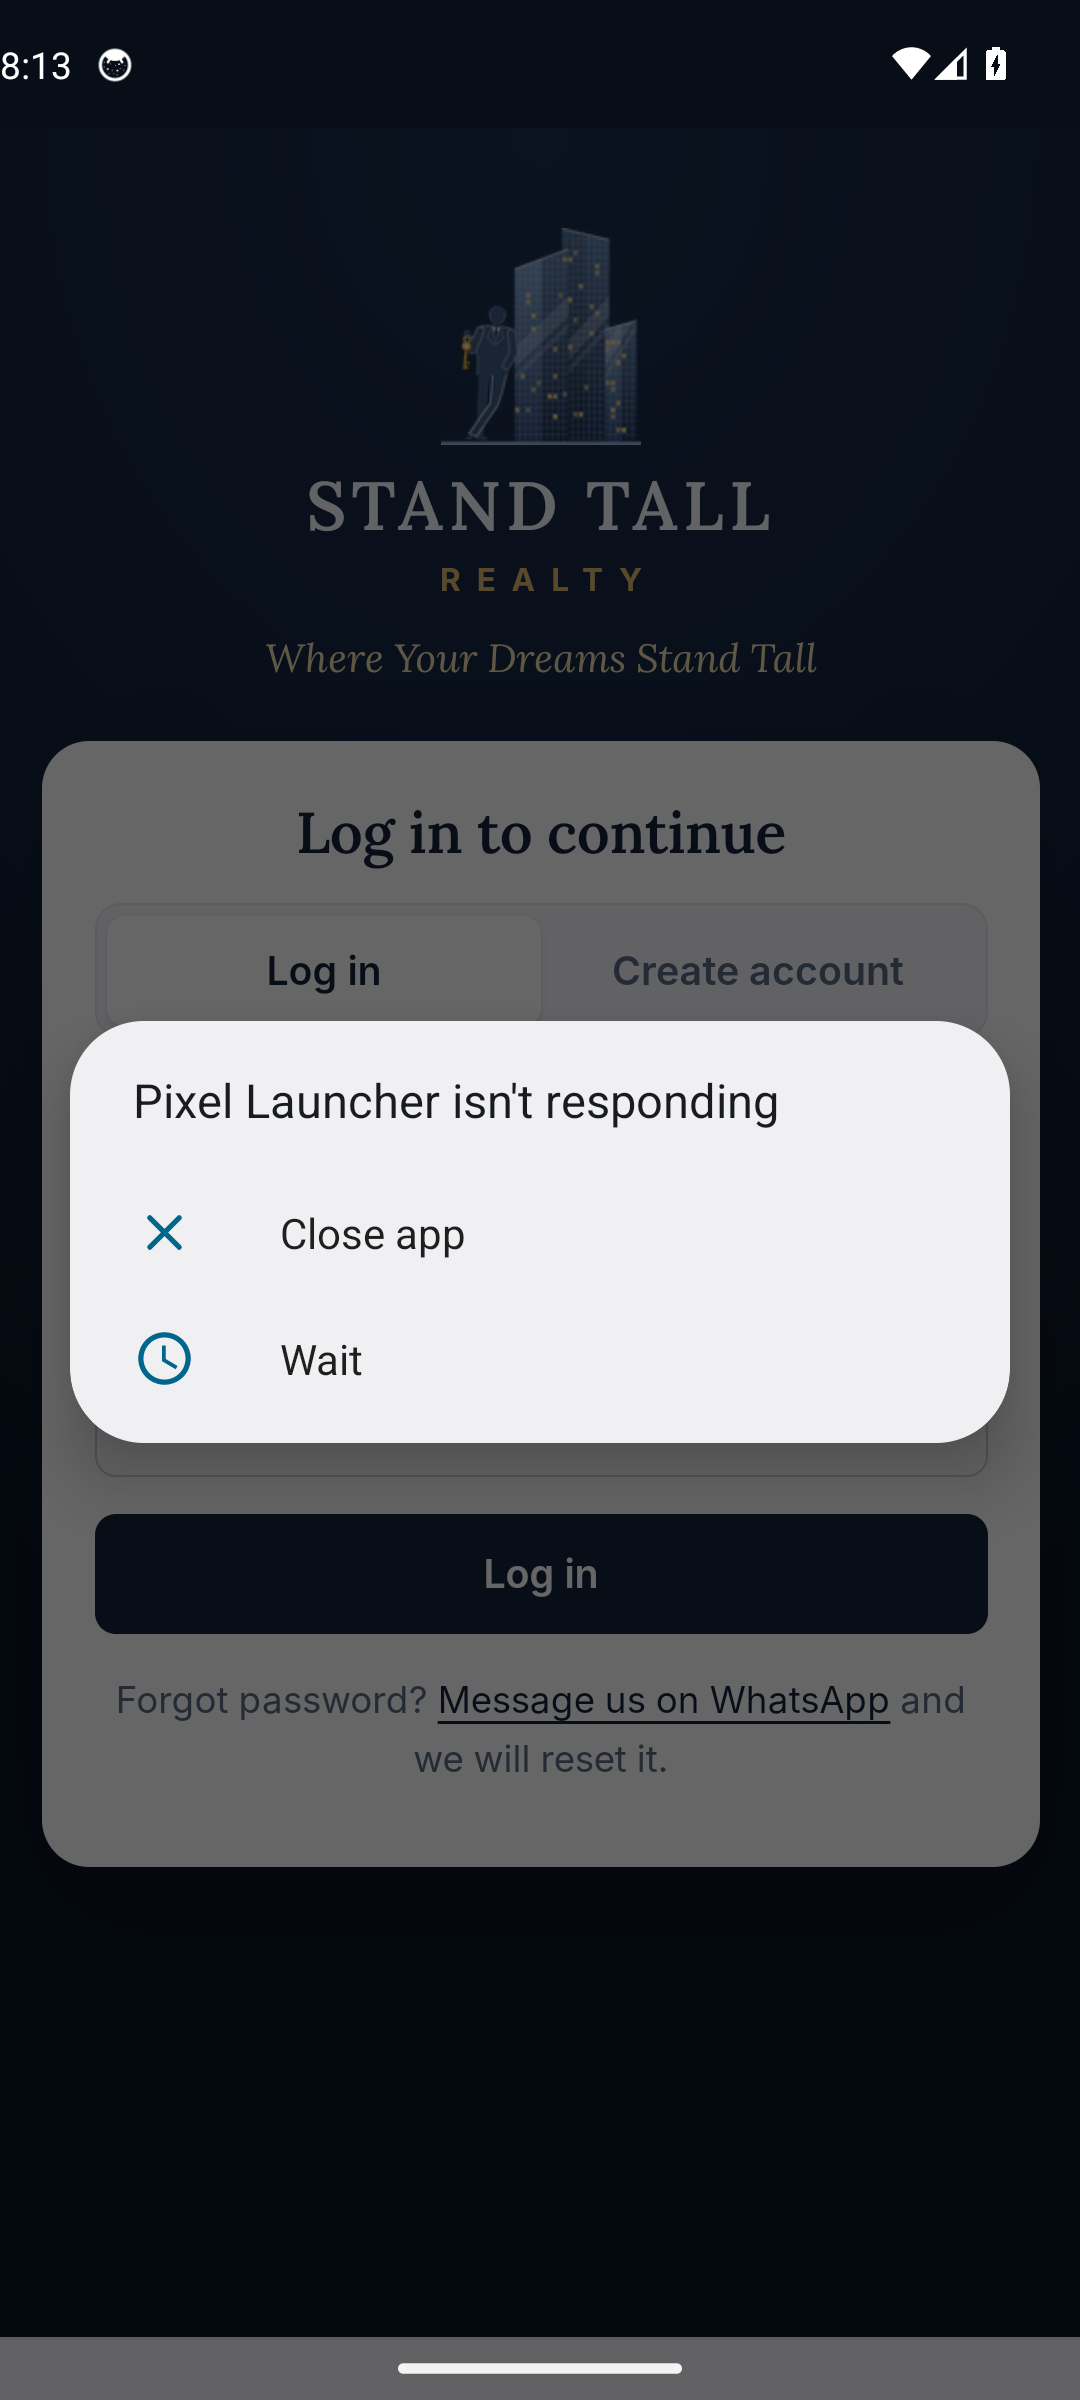 8:13
STAND TALL
REALTY
Where Your Dreams Stand Tall
Log in to continue
Log in
Create account
Pixel Launcher isn't responding
Close app
Wait
Log in
Forgot password? Message us on WhatsApp and
we will reset it.